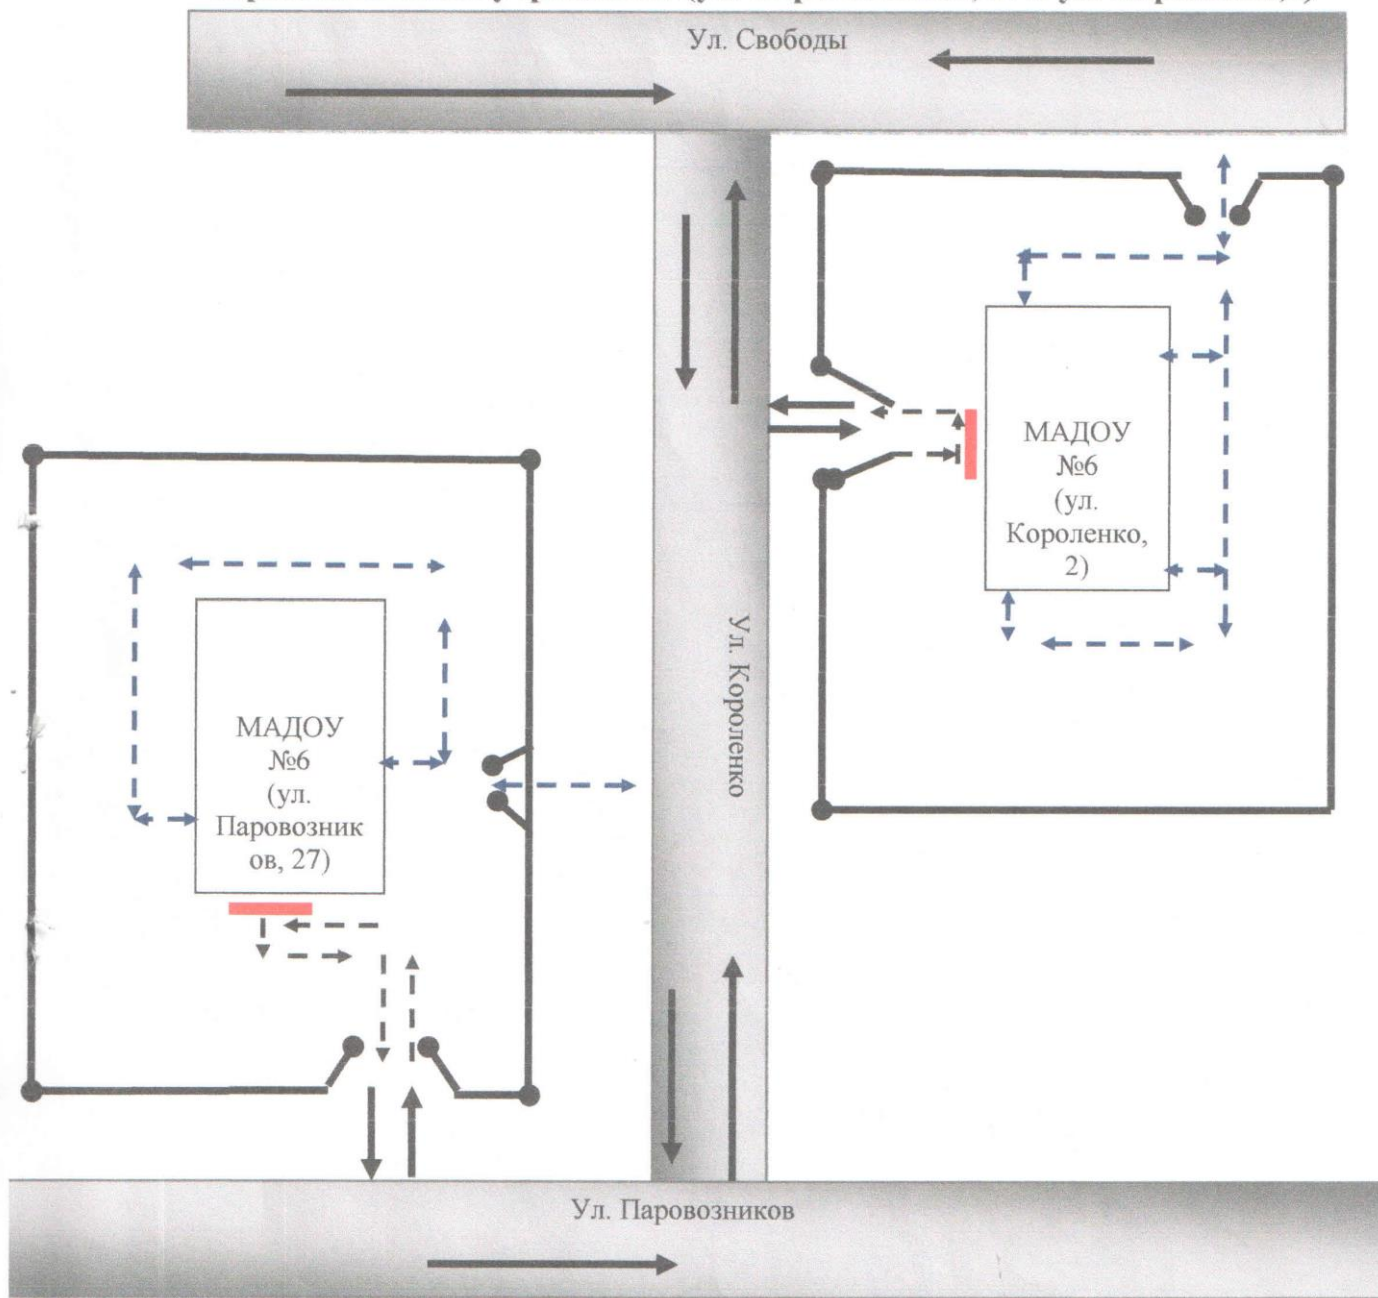 Ул. Свободы
МАДОУ
№6
(ул.
Короленко,
2)
Ул. Короленко
МАДОУ
№6
(ул.
Паровозник
ов, 27)
Ул. Паровозников